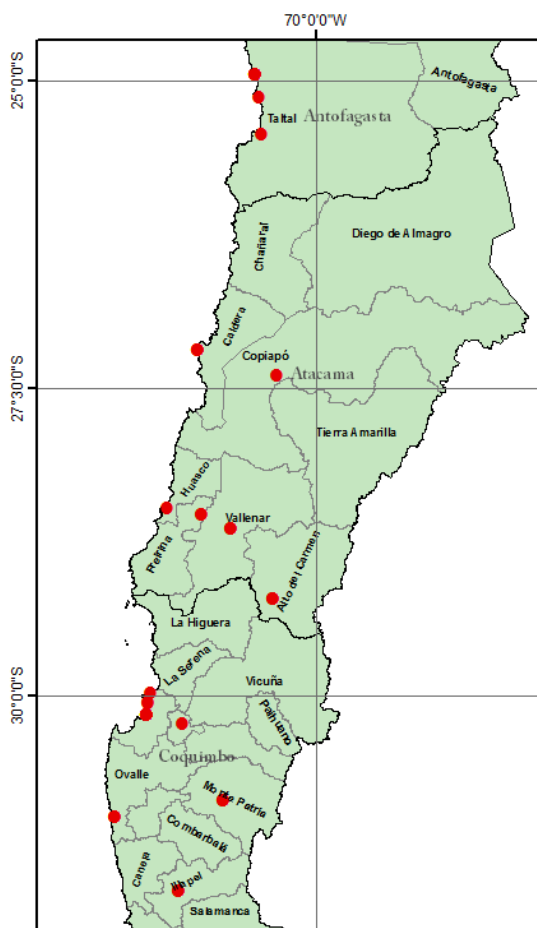 70°0'0"W
25°0'0"S
Antofagasta
Taltal
Antofagasta
Diego de Almagro
Chañaral
Caldera
Copiapó
Atacama
27°30'0"S
Tierra Amarilla
Huasco
Vallenar
Freirina
Alto del Carmen
La Higuera
La Serena
Vicuña
30°0'0"S
Paihuano
Coquimbo
Ovalle
Monte Patria
Combarbalá
Canela
Illapel
Salamanca